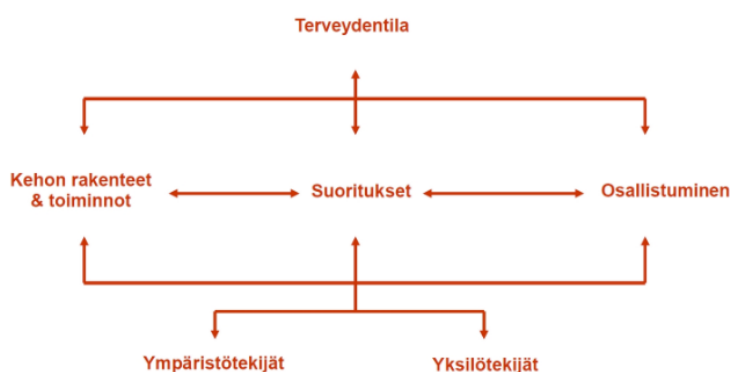 Terveydentila
Kehon rakenteet
& toiminnot
Suoritukset
Osallistuminen
Ympäristötekijät
Yksilötekijät